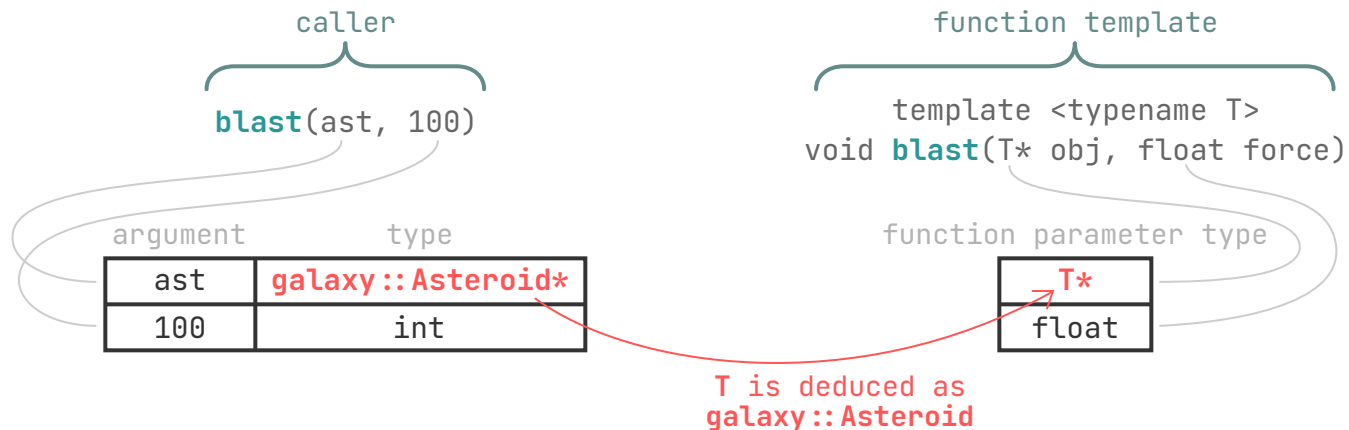 caller
function template
blast(ast, 100)
template <typename T>
void blast(T* obj, float force)
argument type
function parameter type
ast galaxy::Asteroid*
T*
100 int
float
T is deduced as
galaxy::Asteroid